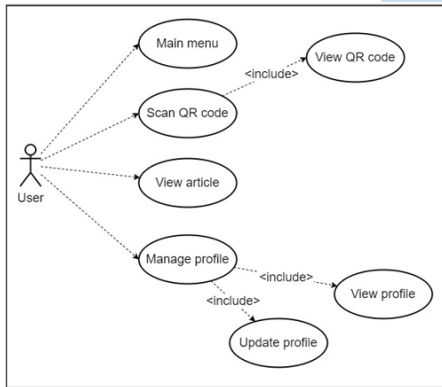 Main menu
View QR code
<include>
Scan QR code
User
View article
Manage profile
<include>
View profile
<include>
Update profile